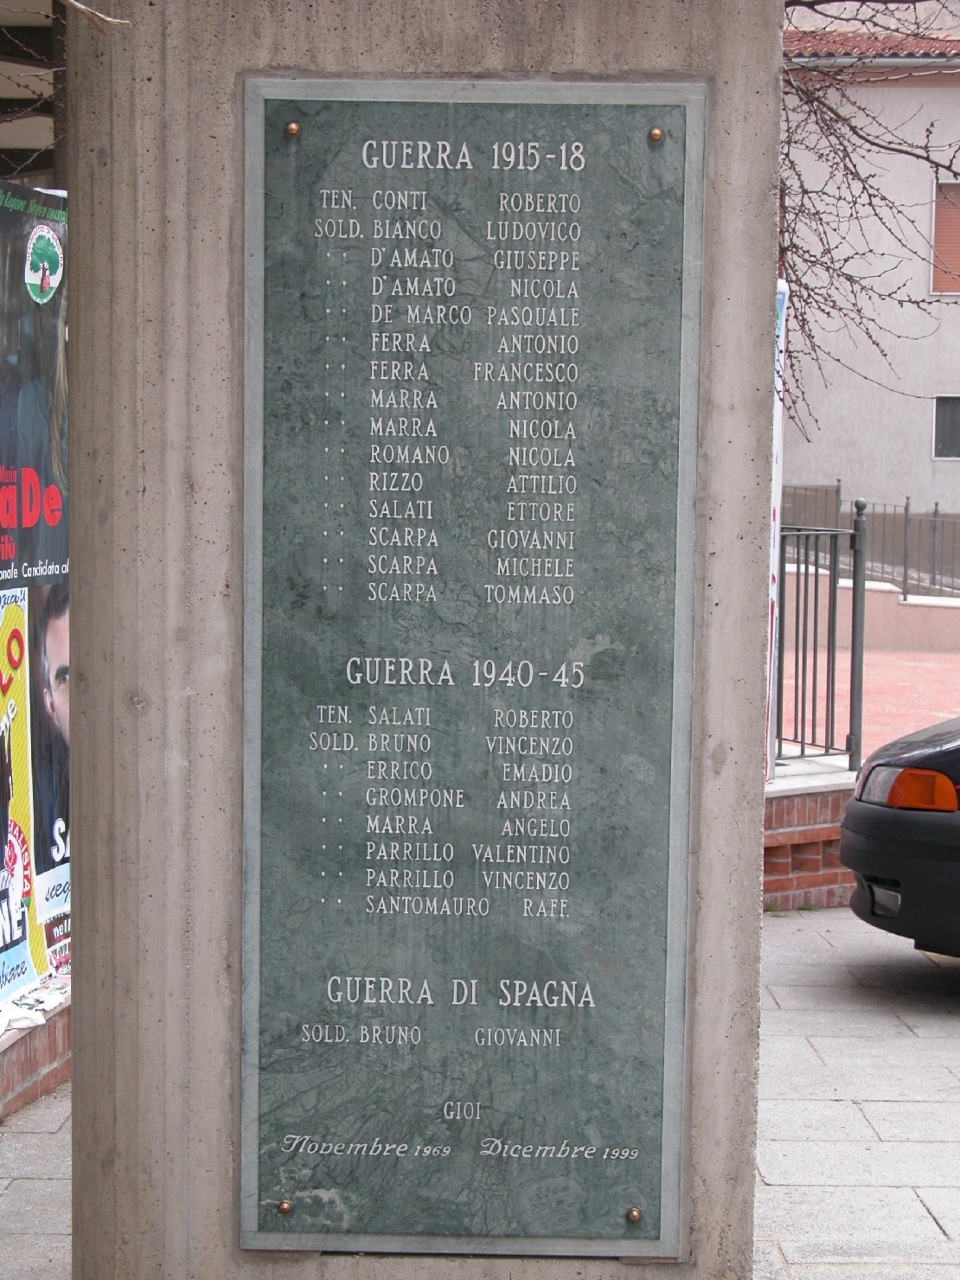 GUERRA 1915-18
TEN. CONTI ROBERTO
SOLD. BIANCO LUDOVICO
" D'AMATO GIUSEPPE
" D'AMATO NICOLA
" DE MARCO PASQUALE
" FERRA ANTONIO
" FERRA FRANCESCO
" MARRA ANTONIO
" MARRA NICOLA
" ROMANO NICOLA
" RIZZO ATTILIO
" SALATI ETTORE
" SCARPA GIOVANNI
" SCARPA MICHELE
" SCARPA TOMMASO
GUERRA 1940-45
TEN. SALATI ROBERTO
SOLD. BRUNO VINCENZO
" ERRICO EMADIO
" GROMPONE ANDREA
" MARRA ANGELO
" PARRILLO VALENTINO
" PARRILLO VINCENZO
" SANTOMAURO RAFF.
GUERRA DI SPAGNA
SOLD. BRUNO GIOVANNI
GIOI
Novembre 1969 Dicembre 1999
De
Candidata